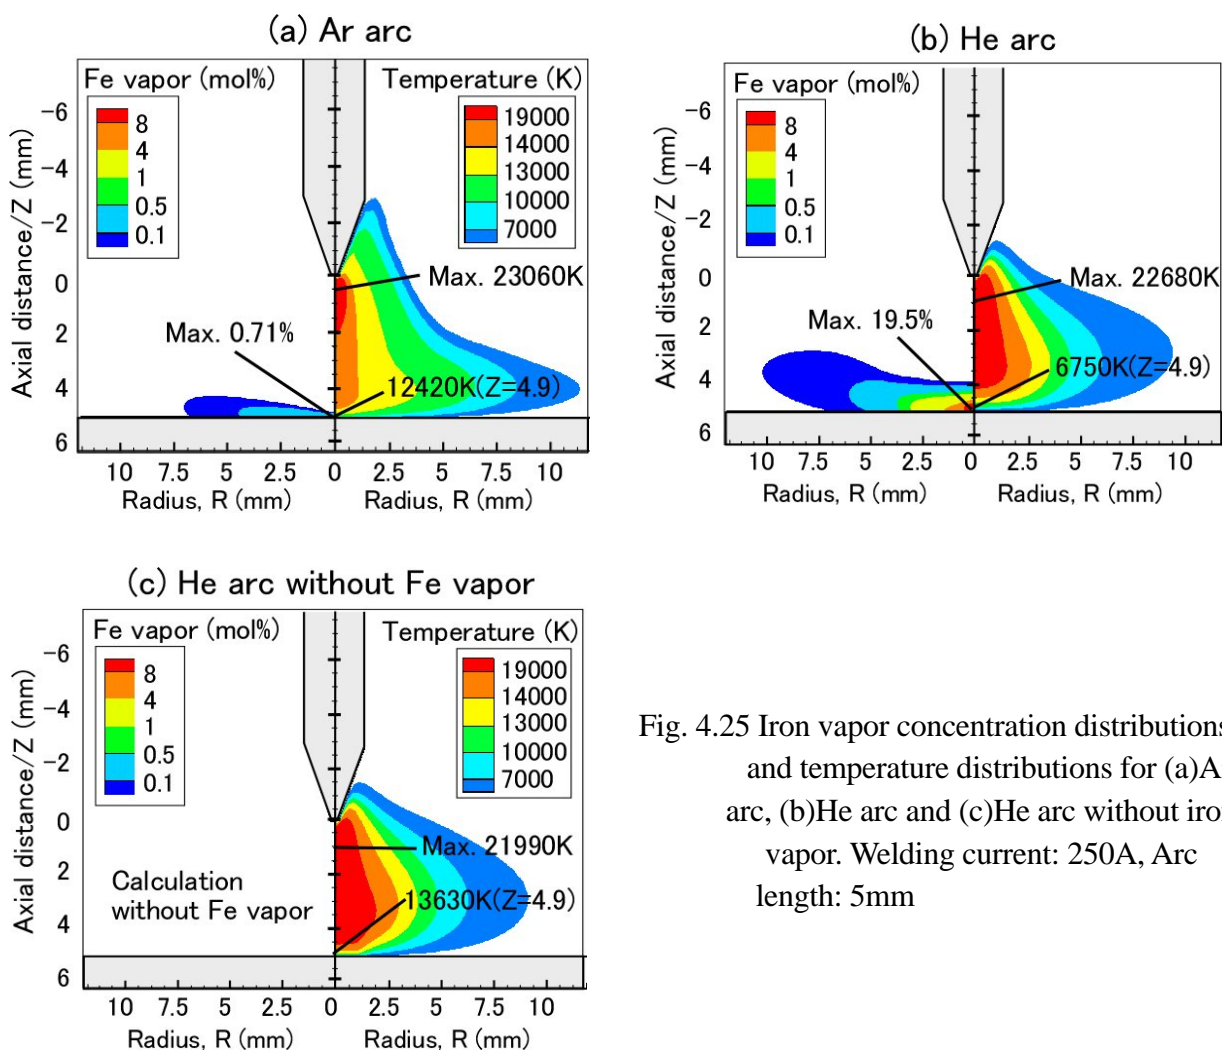 (a) Ar arc
Fe vapor (mol%)
8
4
1
0.5
0.1
Temperature (K)
19000
14000
13000
10000
7000
Axial distance/Z (mm)
-6
-4
-2
0
2
4
6
Max. 23060K
Max. 0.71%
12420K(Z=4.9)
10 7.5 5 2.5 0 2.5 5 7.5 10
Radius, R (mm) Radius, R (mm)
(b) He arc
Fe vapor (mol%)
8
4
1
0.5
0.1
Axial distance/Z (mm)
-6
-4
-2
0
2
4
6
Max. 22680K
Max. 19.5%
6750K(Z=4.9)
10 7.5 5 2.5 0 2.5 5 7.5 10
Radius, R (mm) Radius, R (mm)
(c) He arc without Fe vapor
Fe vapor (mol%)
8
4
1
0.5
0.1
Temperature (K)
19000
14000
13000
10000
7000
Axial distance/Z (mm)
-6
-4
-2
0
2
4
6
Max. 21990K
13630K(Z=4.9)
Calculation
without Fe vapor
10 7.5 5 2.5 0 2.5 5 7.5 10
Radius, R (mm) Radius, R (mm)
Fig. 4.25 Iron vapor concentration distributions
and temperature distributions for (a)A
arc, (b)He arc and (c)He arc without iro
vapor. Welding current: 250A, Arc
length: 5mm